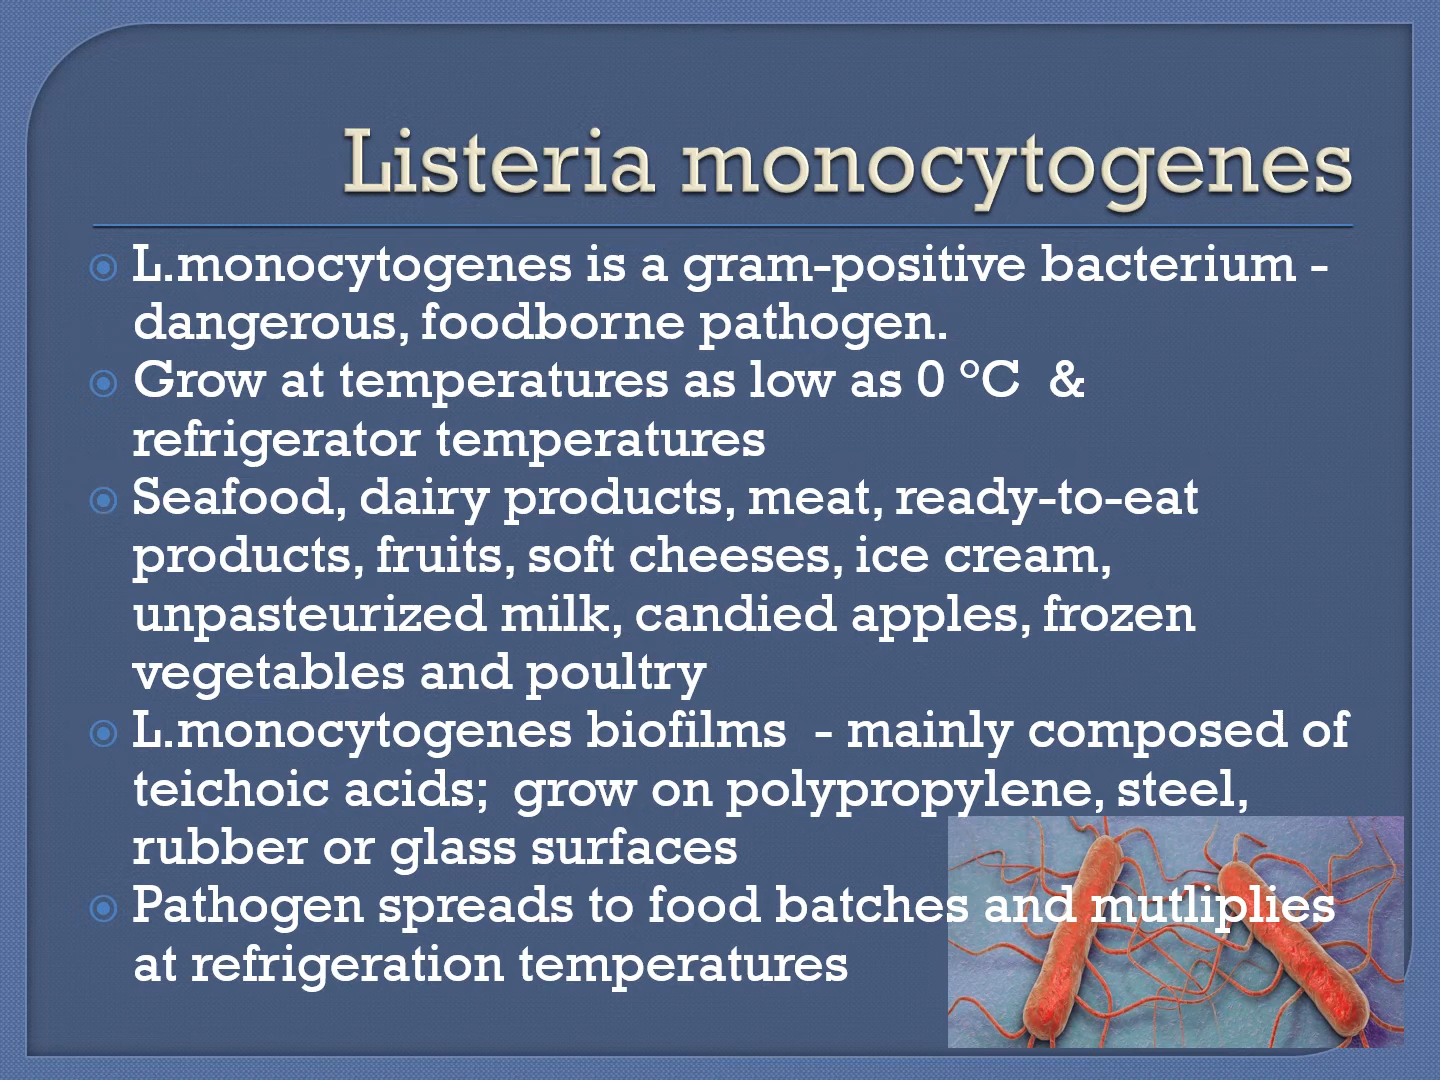 Listeria monocytogenes
L.monocytogenes is a gram-positive bacterium -
dangerous, foodborne pathogen.
Grow at temperatures as low as 0 °C  &
refrigerator temperatures
Seafood, dairy products, meat, ready-to-eat
products, fruits, soft cheeses, ice cream,
unpasteurized milk, candied apples, frozen
vegetables and poultry
L.monocytogenes biofilms  - mainly composed of
teichoic acids;  grow on polypropylene, steel,
rubber or glass surfaces
Pathogen spreads to food batches and mutliplies
at refrigeration temperatures